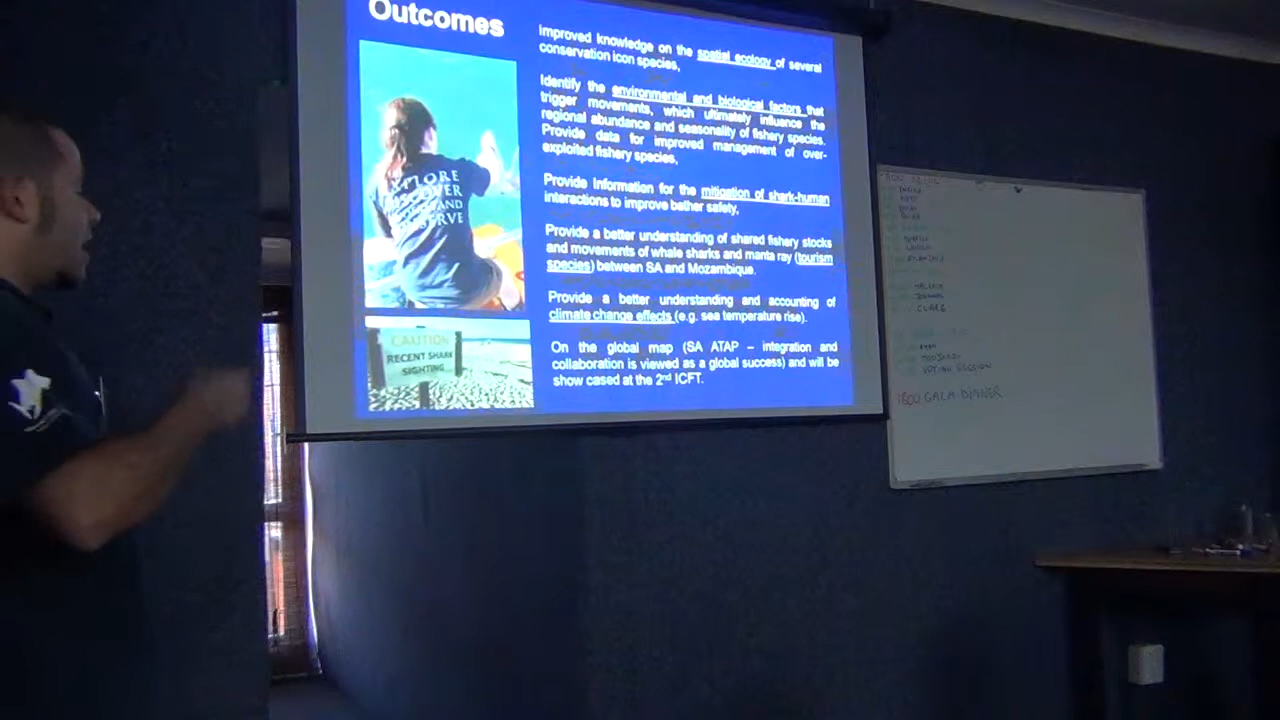 Outcomes
Improved knowledge on the spatial ecology of several
conservation icon species,
Identify the environmental and biological factors that
trigger movements, which ultimately influence the
regional abundance and seasonality of fishery species.
Provide data for improved management of over-
exploited fishery species,
Provide Information for the mitigation of shark-human
interactions to improve bather safety,
Provide a better understanding of shared fishery stocks
and movements of whale sharks and manta ray (tourism
species) between SA and Mozambique.
Provide a better understanding and accounting of
climate change effects (e.g. sea temperature rise).
On the global map (SA ATAP – integration and
collaboration is viewed as a global success) and will be
show cased at the 2nd ICFT.
EXPLORE
DISCOVER
AND
CAUTION
RECENT SHARK
SIGHTING
1800 GALA DINNER